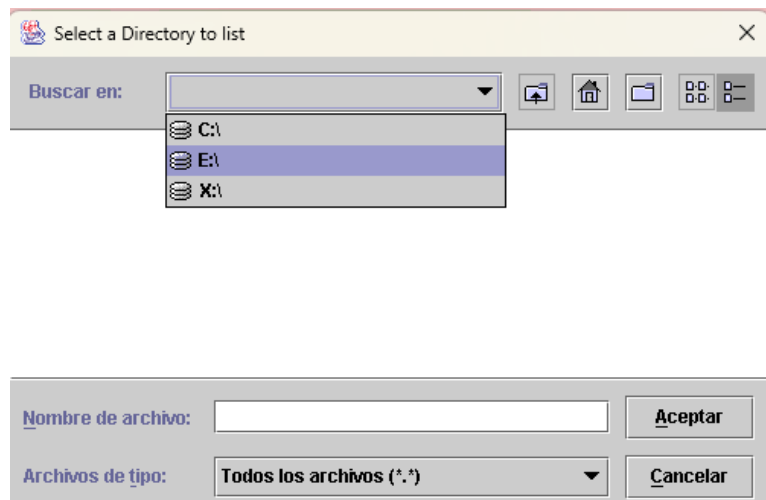 Select a Directory to list
Buscar en:
C:\
E:\
X:\
Nombre de archivo:
Aceptar
Archivos de tipo: Todos los archivos (*.*)
Cancelar